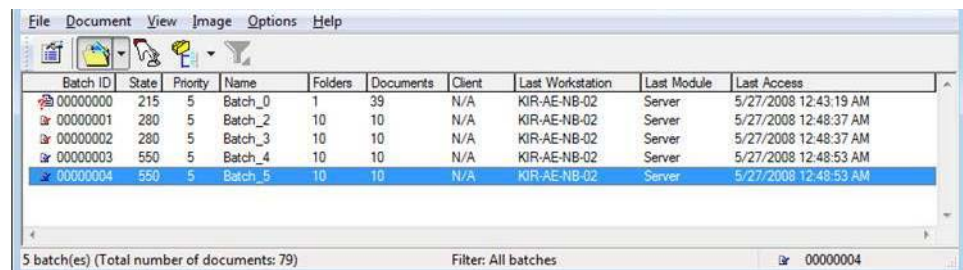 File Document View Image Options Help
Batch ID State Priority Name Folders Documents Client Last Workstation Last Module Last Access
00000000 215 5 Batch_0 1 39 N/A KIR-AE-NB-02 Server 5/27/2008 12:43:19 AM
00000001 280 5 Batch_2 10 10 N/A KIR-AE-NB-02 Server 5/27/2008 12:48:37 AM
00000002 280 5 Batch_3 10 10 N/A KIR-AE-NB-02 Server 5/27/2008 12:48:37 AM
00000003 550 5 Batch_4 10 10 N/A KIR-AE-NB-02 Server 5/27/2008 12:48:53 AM
00000004 550 5 Batch_5 10 10 N/A KIR-AE-NB-02 Server 5/27/2008 12:48:53 AM
5 batch(es) (Total number of documents: 79) Filter: All batches 00000004